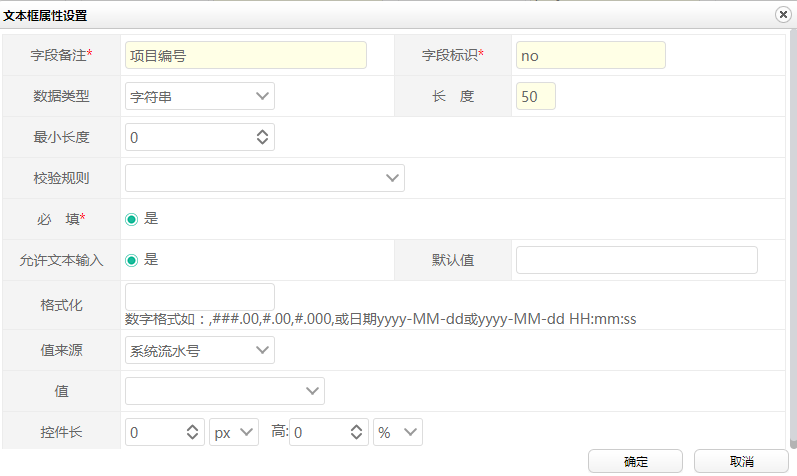 文本框属性设置
字段备注* 项目编号 字段标识* no
数据类型 字符串 长 度 50
最小长度 0
校验规则
必 填* 是
允许文本输入 是 默认值
格式化
数字格式如：,###.00,#.00,#.000,或日期yyyy-MM-dd或yyyy-MM-dd HH:mm:ss
值来源 系统流水号
值
控件长 0 px 高:0 %
确定 取消